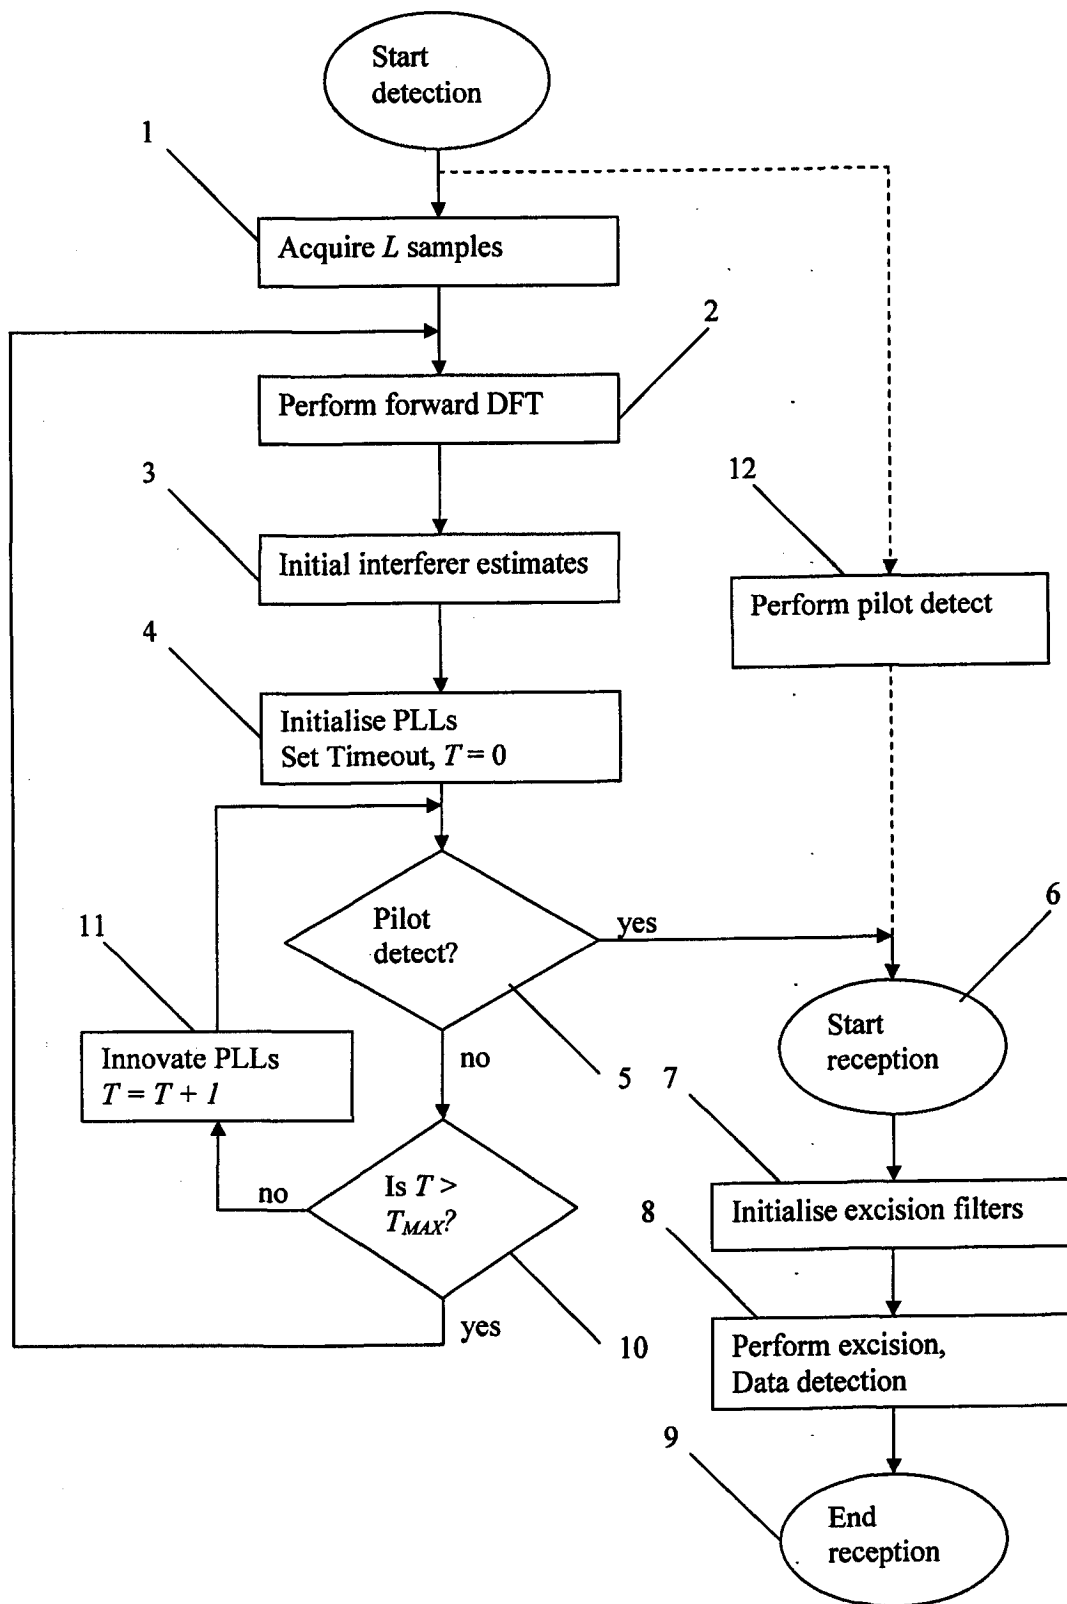 Start
detection
1
Acquire L samples
2
Perform forward DFT
3
Initial interferer estimates
12
Perform pilot detect
4
Initialise PLLs
Set Timeout, T = 0
Pilot
detect?
yes
6
Start
reception
11
Innovate PLLs
T = T + 1
no
5
7
Initialise excision filters
Is T >
TMAX?
no
yes
10
8
Perform excision,
Data detection
9
End
reception